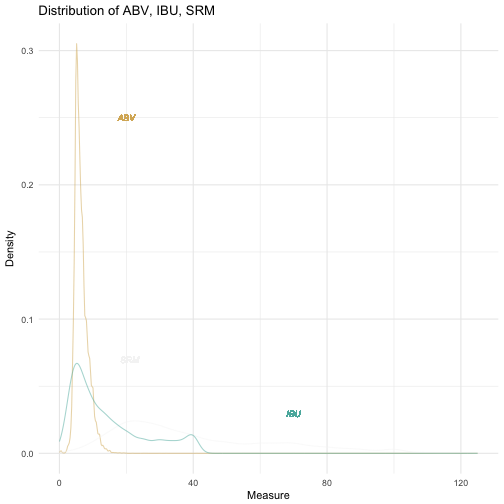 Distribution of ABV, IBU, SRM
0.3
ABV
0.2
Density
0.1
SRM
IBU
0.0
0
40
80
120
Measure